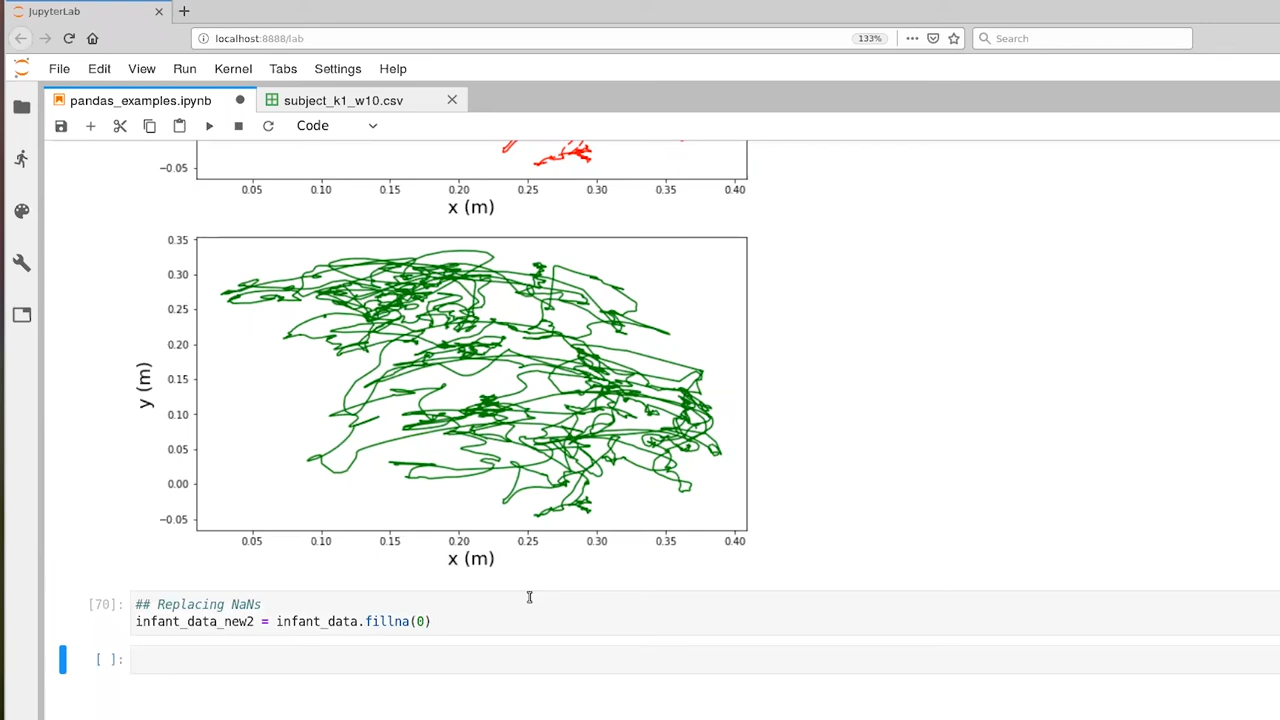 JupyterLab
localhost:8888/lab
133%
Search
File Edit View Run Kernel Tabs Settings Help
pandas_examples.ipynb
subject_k1_w10.csv
Code
−0.05
0.05 0.10 0.15 0.20 0.25 0.30 0.35 0.40
x (m)
0.35
0.30
0.25
0.20
0.15
0.10
0.05
0.00
−0.05
y (m)
0.05 0.10 0.15 0.20 0.25 0.30 0.35 0.40
x (m)
[70]: ## Replacing NaNs
infant_data_new2 = infant_data.fillna(0)
[ ]: